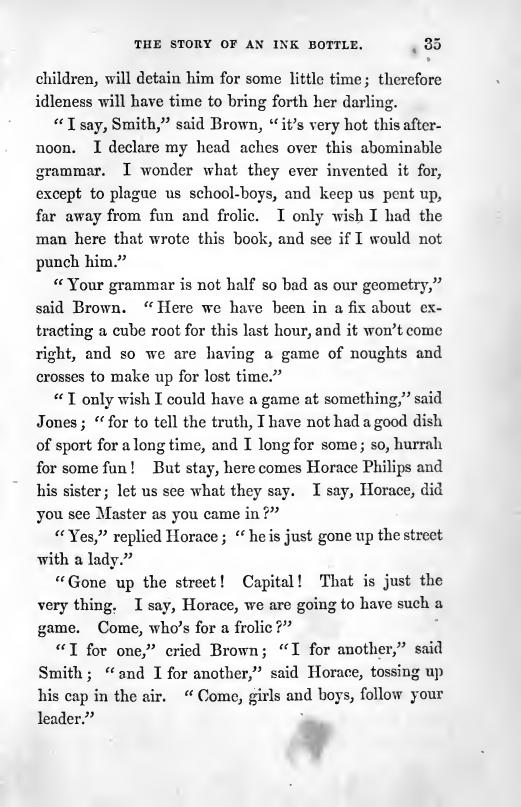 THE STORY OF AN INK BOTTLE. 35
children, will detain him for some little time; therefore
idleness will have time to bring forth her darling.
“I say, Smith,” said Brown, “it’s very hot this after-
noon. I declare my head aches over this abominable
grammar. I wonder what they ever invented it for,
except to plague us school-boys, and keep us pent up,
far away from fun and frolic. I only wish I had the
man here that wrote this book, and see if I would not
punch him.”
“Your grammar is not half so bad as our geometry,”
said Brown. “Here we have been in a fix about ex-
tracting a cube root for this last hour, and it won’t come
right, and so we are having a game of noughts and
crosses to make up for lost time.”
“I only wish I could have a game at something,” said
Jones; “for to tell the truth, I have not had a good dish
of sport for a long time, and I long for some; so, hurrah
for some fun! But stay, here comes Horace Philips and
his sister; let us see what they say. I say, Horace, did
you see Master as you came in?”
“Yes,” replied Horace; “he is just gone up the street
with a lady.”
“Gone up the street! Capital! That is just the
very thing. I say, Horace, we are going to have such a
game. Come, who’s for a frolic?”
“I for one,” cried Brown; “I for another,” said
Smith; “and I for another,” said Horace, tossing up
his cap in the air. “Come, girls and boys, follow your
leader.”